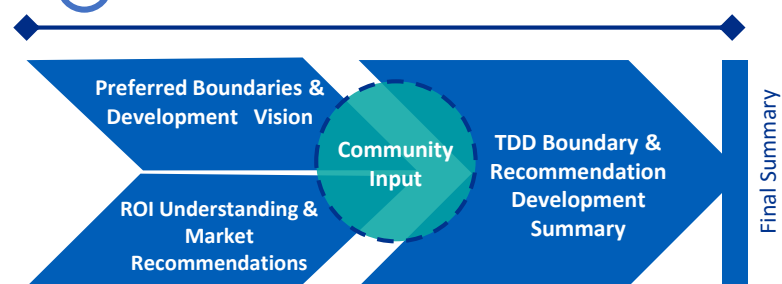 Preferred Boundaries &
Development Vision
Community
Input
ROI Understanding &
Market
Recommendations
TDD Boundary &
Recommendation
Development
Summary
Final Summary